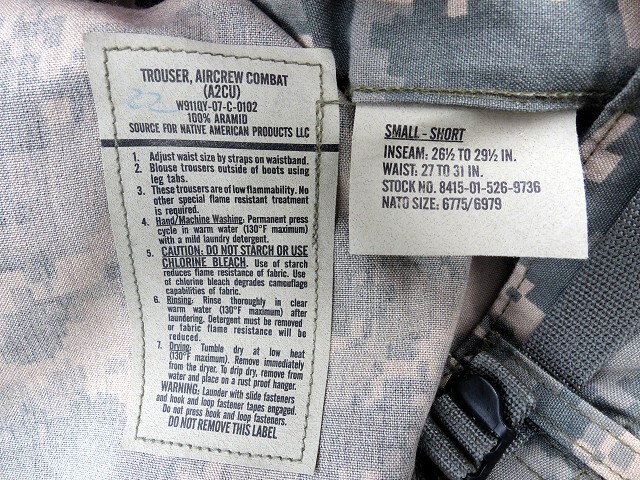 TROUSER, AIRCREW COMBAT
(A2CU)
22
W911QY-07-C-0102
100% ARAMID
SOURCE FOR NATIVE AMERICAN PRODUCTS LLC
1. Adjust waist size by straps on waistband.
2. Blouse trousers outside of boots using
leg tabs.
3. These trousers are of low flammability. No
other special flame resistant treatment
is required.
4. Hand/Machine Washing: Permanent press
cycle in warm water (130°F maximum)
with a mild laundry detergent.
5. CAUTION: DO NOT STARCH OR USE
CHLORINE BLEACH. Use of starch
reduces flame resistance of fabric. Use
of chlorine bleach degrades camouflage
capabilities of fabric.
6. Rinsing: Rinse thoroughly in clear
warm water (130°F maximum) after
laundering. Detergent must be removed
or fabric flame resistance will be
reduced.
7. Drying: Tumble dry at low heat
(130°F maximum). Remove immediately
from the dryer. To drip dry, remove from
water and place on a rust proof hanger.
WARNING: Launder with slide fasteners
and hook and loop fastener tapes engaged.
Do not press hook and loop fasteners.
DO NOT REMOVE THIS LABEL
SMALL - SHORT
INSEAM: 26½ TO 29½ IN.
WAIST: 27 TO 31 IN.
STOCK NO. 8415-01-526-9736
NATO SIZE: 6775/6979